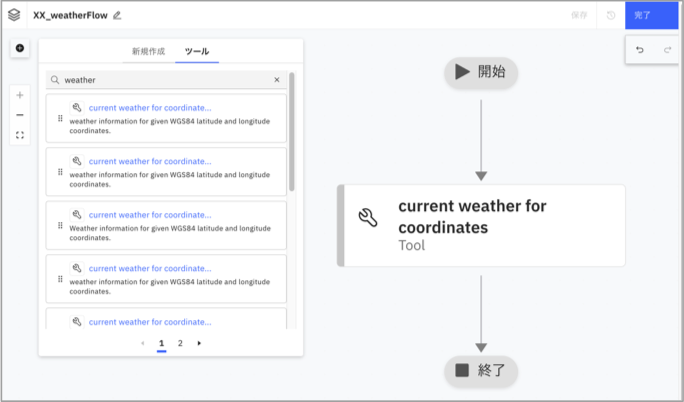 XX_weatherFlow
保存
完了
新規作成
ツール
weather
current weather for coordinate...
weather information for given WGS84 latitude and longitude
coordinates.
current weather for coordinate...
weather information for given WGS84 latitude and longitude
coordinates.
current weather for coordinate...
Weather information for given WGS84 latitude and longitude
coordinates.
current weather for coordinate...
weather information for given WGS84 latitude and longitude
coordinates.
current weather for coordinate...
1
2
開始
current weather for
coordinates
Tool
終了